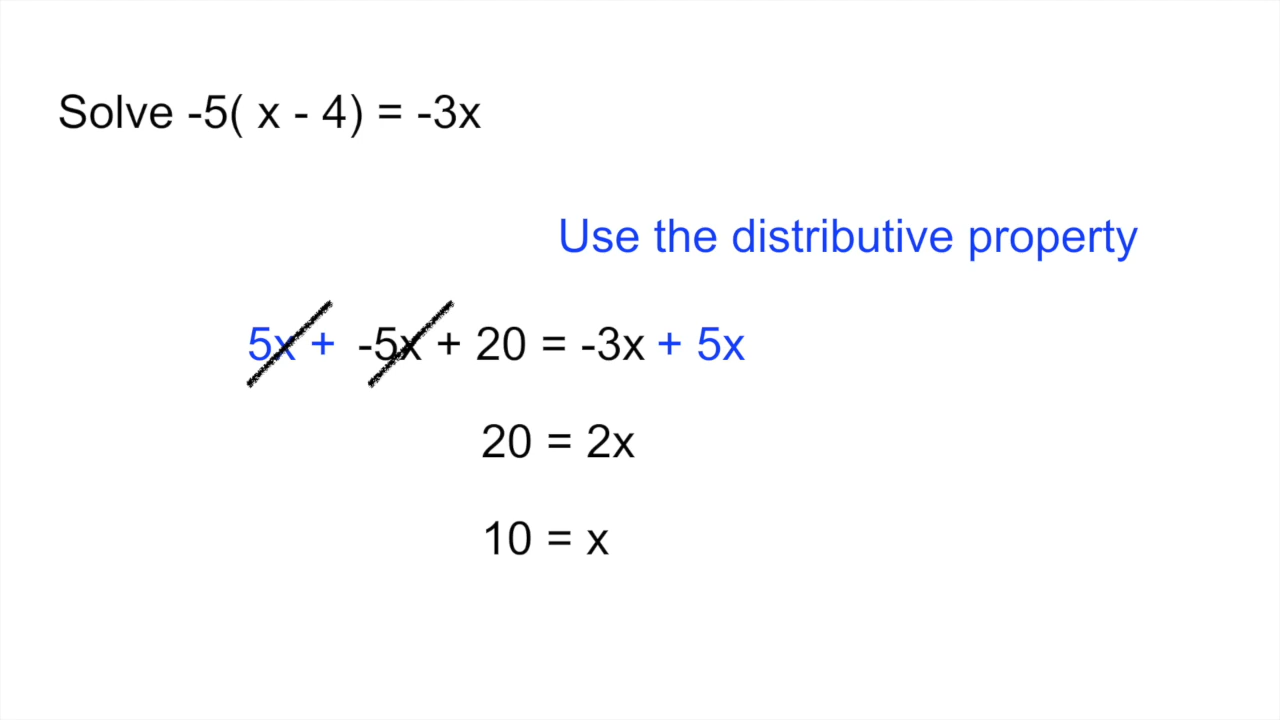 Solve -5( x - 4) = -3x
Use the distributive property
5x + -5x + 20 = -3x + 5x
20 = 2x
10 = x